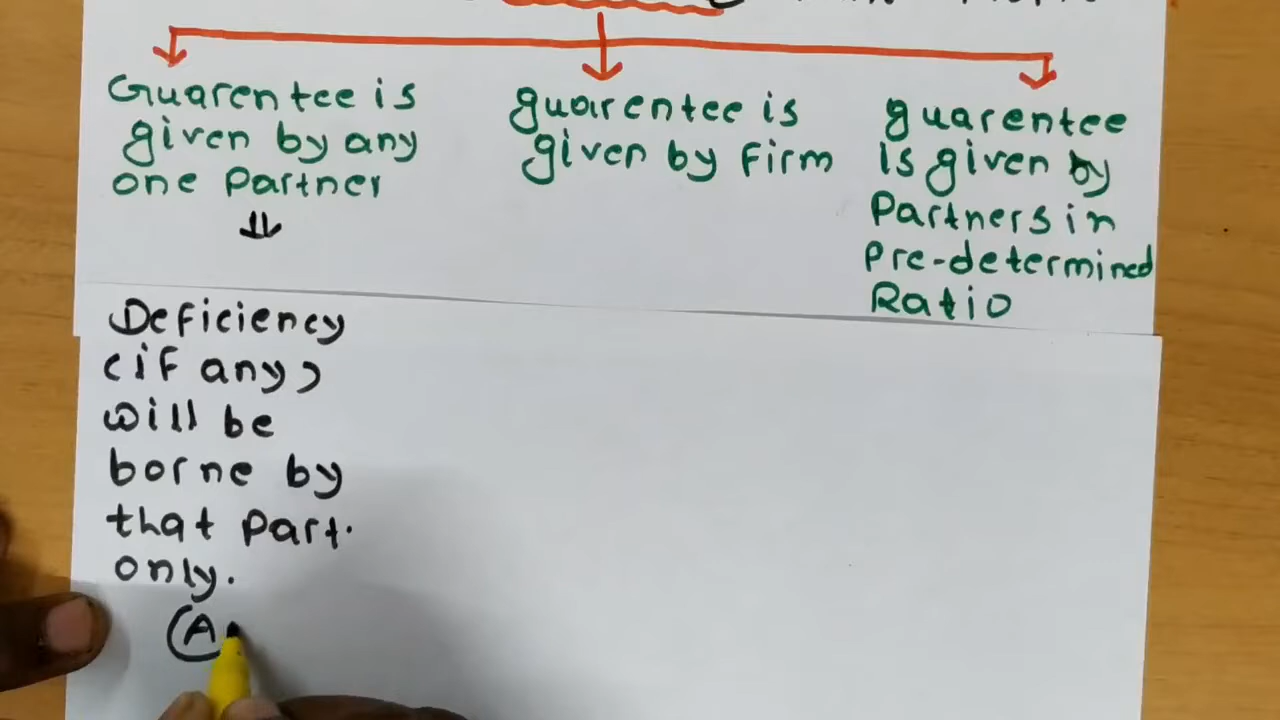 Guarentee is
given by any
one Partner
guarentee is
given by Firm
guarentee
is given by
Partners in
Pre-determined
Ratio
Deficiency
(if any)
will be
borne by
that Part.
only.
(A